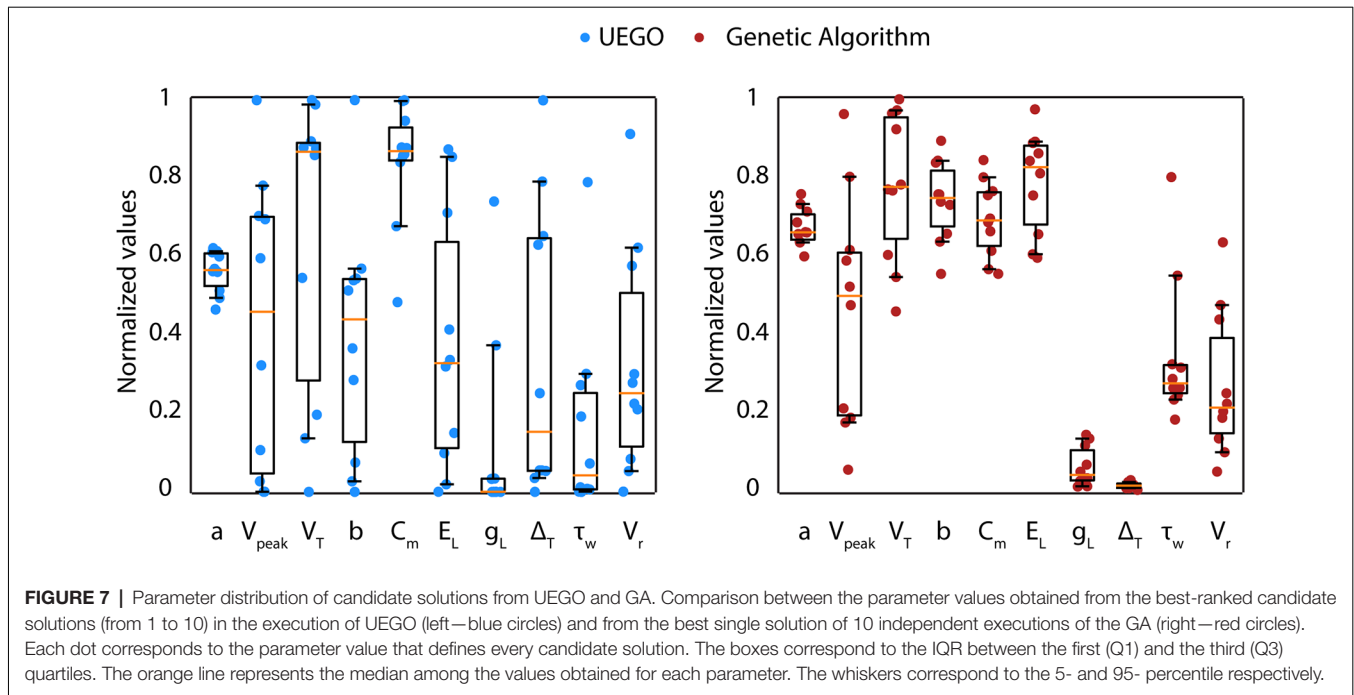 UEGO Genetic Algorithm
Normalized values
1
0.8
0.6
0.4
0.2
0
a V_peak V_T b C_m E_L g_L Δ_T τ_w V_r
Normalized values
1
0.8
0.6
0.4
0.2
0
a V_peak V_T b C_m E_L g_L Δ_T τ_w V_r
FIGURE 7 | Parameter distribution of candidate solutions from UEGO and GA. Comparison between the parameter values obtained from the best-ranked candidate
solutions (from 1 to 10) in the execution of UEGO (left—blue circles) and from the best single solution of 10 independent executions of the GA (right—red circles).
Each dot corresponds to the parameter value that defines every candidate solution. The boxes correspond to the IQR between the first (Q1) and the third (Q3)
quartiles. The orange line represents the median among the values obtained for each parameter. The whiskers correspond to the 5- and 95- percentile respectively.